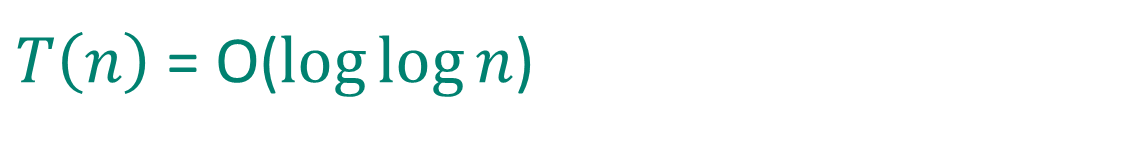 T(n) = O(log log n)